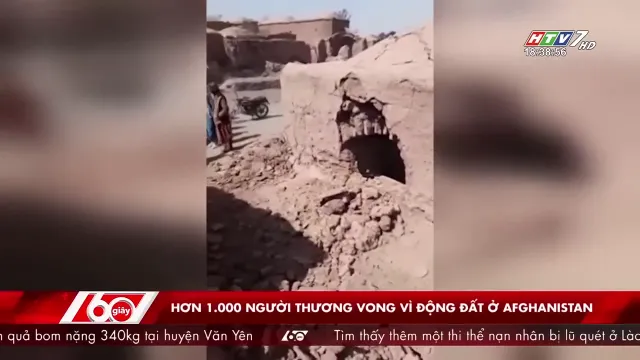 HTV7 HD
18:38:56
60 giây
HƠN 1.000 NGƯỜI THƯƠNG VONG VÌ ĐỘNG ĐẤT Ở AFGHANISTAN
n quả bom nặng 340kg tại huyện Văn Yên 60 Tìm thấy thêm một thi thể nạn nhân bị lũ quét ở Lào